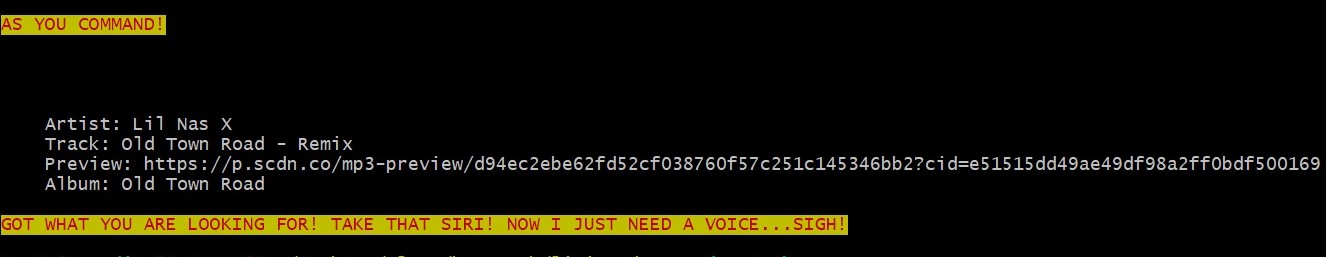 AS YOU COMMAND!
Artist: Lil Nas X
Track: Old Town Road - Remix
Preview: https://p.scdn.co/mp3-preview/d94ec2ebe62fd52cf038760f57c251c145346bb2?cid=e51515dd49ae49df98a2ff0bdf500169
Album: Old Town Road
GOT WHAT YOU ARE LOOKING FOR! TAKE THAT SIRI! NOW I JUST NEED A VOICE...SIGH!